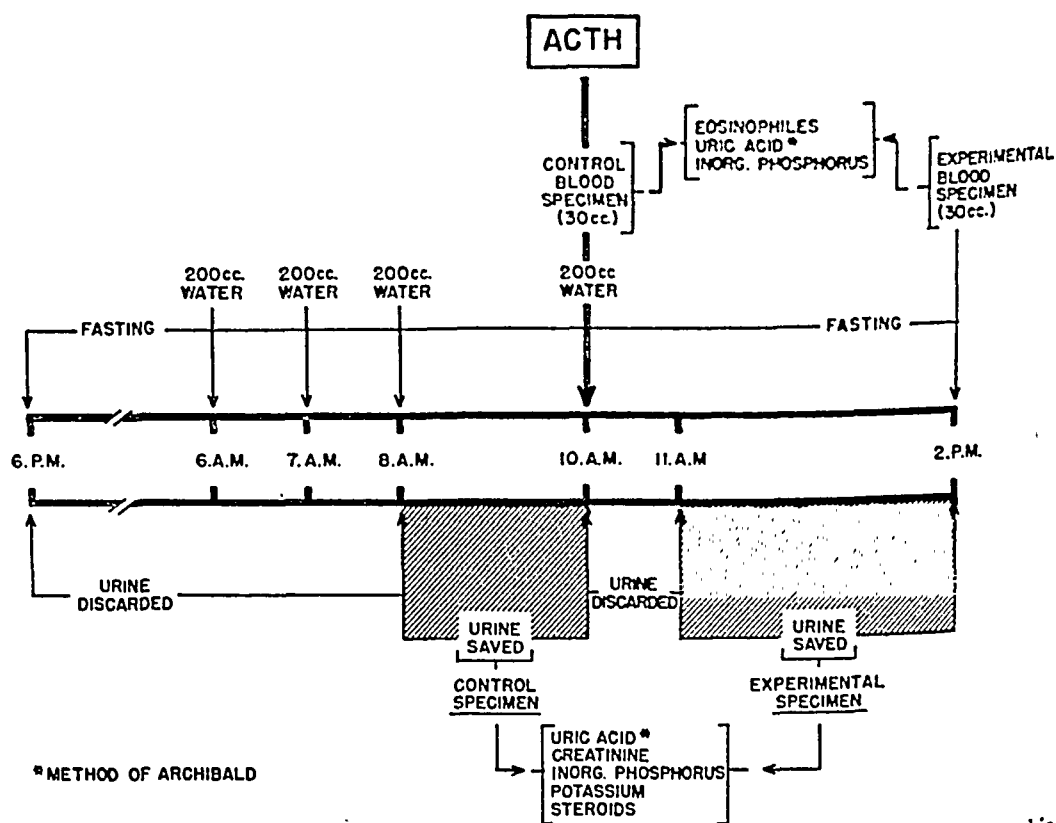 ACTH
CONTROL
BLOOD
SPECIMEN
(30cc.)
EOSINOPHILES
URIC ACID*
INORG. PHOSPHORUS
EXPERIMENTAL
BLOOD
SPECIMEN
(30cc.)
200cc.
WATER
200cc.
WATER
200cc.
WATER
200cc.
WATER
FASTING
FASTING
6.P.M.
6.A.M.
7.A.M.
8.A.M.
10.A.M.
11.A.M
2.P.M.
URINE
DISCARDED
URINE
DISCARDED
URINE
SAVED
CONTROL
SPECIMEN
URINE
SAVED
EXPERIMENTAL
SPECIMEN
URIC ACID*
CREATININE
INORG. PHOSPHORUS
POTASSIUM
STEROIDS
*METHOD OF ARCHIBALD